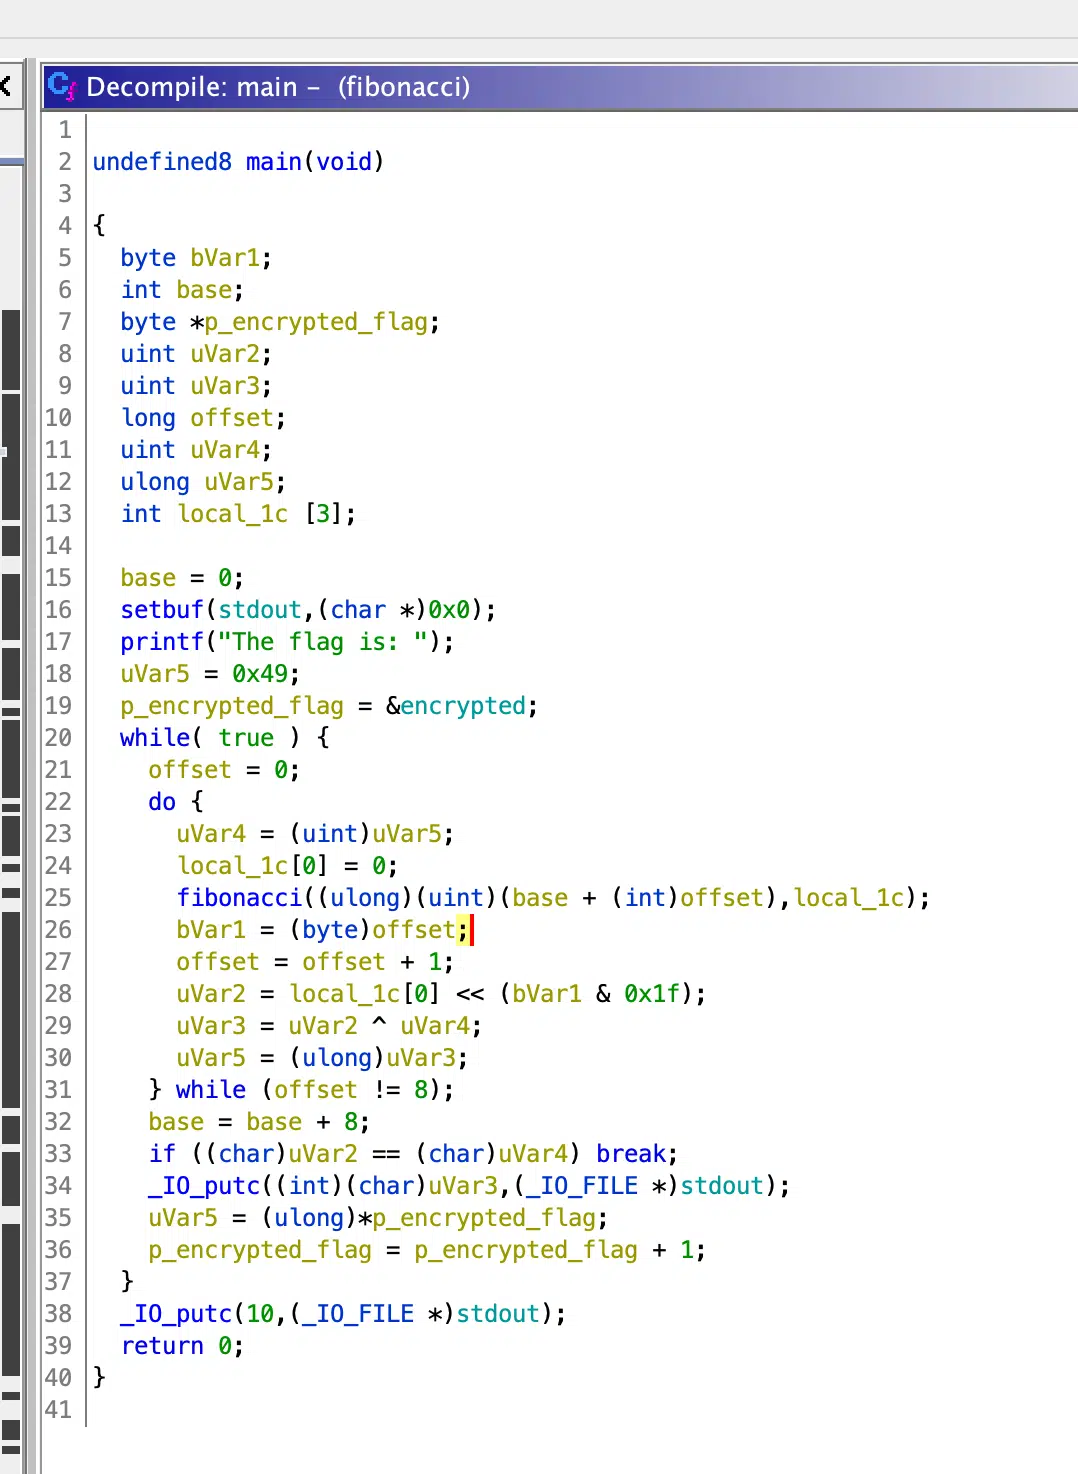 Decompile: main – (fibonacci)
1
2 undefined8 main(void)
3
4 {
5   byte bVar1;
6   int base;
7   byte *p_encrypted_flag;
8   uint uVar2;
9   uint uVar3;
10   long offset;
11   uint uVar4;
12   ulong uVar5;
13   int local_1c [3];
14
15   base = 0;
16   setbuf(stdout,(char *)0x0);
17   printf("The flag is: ");
18   uVar5 = 0x49;
19   p_encrypted_flag = &encrypted;
20   while( true ) {
21     offset = 0;
22     do {
23       uVar4 = (uint)uVar5;
24       local_1c[0] = 0;
25       fibonacci((ulong)(uint)(base + (int)offset),local_1c);
26       bVar1 = (byte)offset;
27       offset = offset + 1;
28       uVar2 = local_1c[0] << (bVar1 & 0x1f);
29       uVar3 = uVar2 ^ uVar4;
30       uVar5 = (ulong)uVar3;
31     } while (offset != 8);
32     base = base + 8;
33     if ((char)uVar2 == (char)uVar4) break;
34     _IO_putc((int)(char)uVar3,(_IO_FILE *)stdout);
35     uVar5 = (ulong)*p_encrypted_flag;
36     p_encrypted_flag = p_encrypted_flag + 1;
37   }
38   _IO_putc(10,(_IO_FILE *)stdout);
39   return 0;
40 }
41